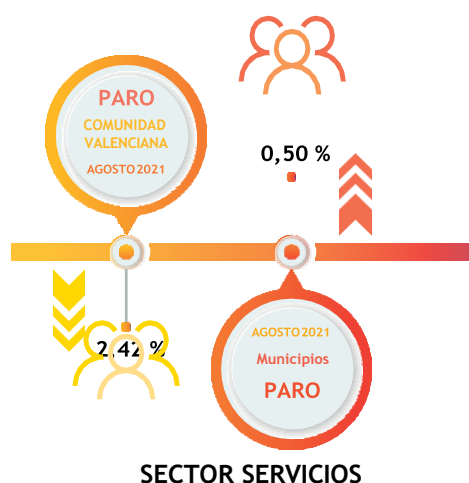 PARO
COMUNIDAD
VALENCIANA
AGOSTO 2021
0,50 %
2,42 %
AGOSTO 2021
Municipios
PARO
SECTOR SERVICIOS